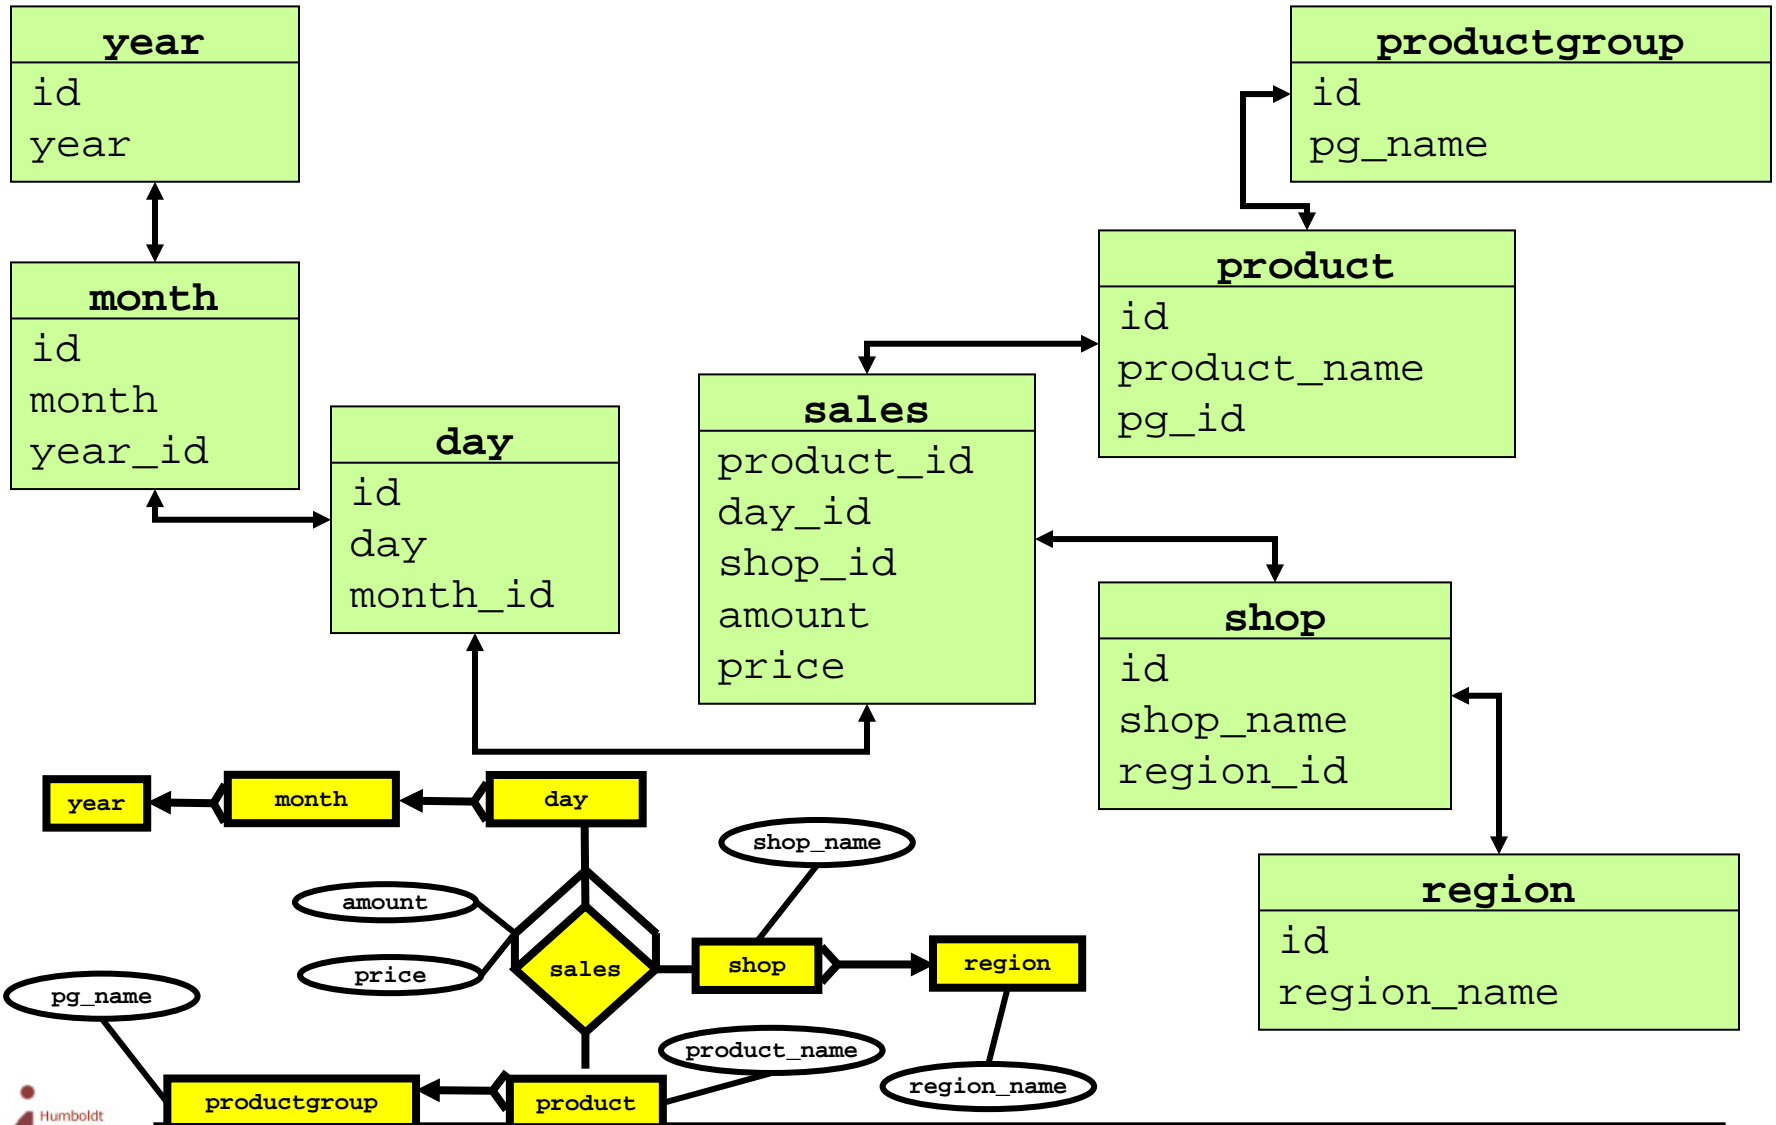 year
id
year
productgroup
id
pg_name
month
id
month
year_id
product
id
product_name
pg_id
day
id
day
month_id
sales
product_id
day_id
shop_id
amount
price
shop
id
shop_name
region_id
region
id
region_name
year
month
day
shop_name
amount
price
sales
shop
region
pg_name
product_name
region_name
productgroup
product
Humboldt